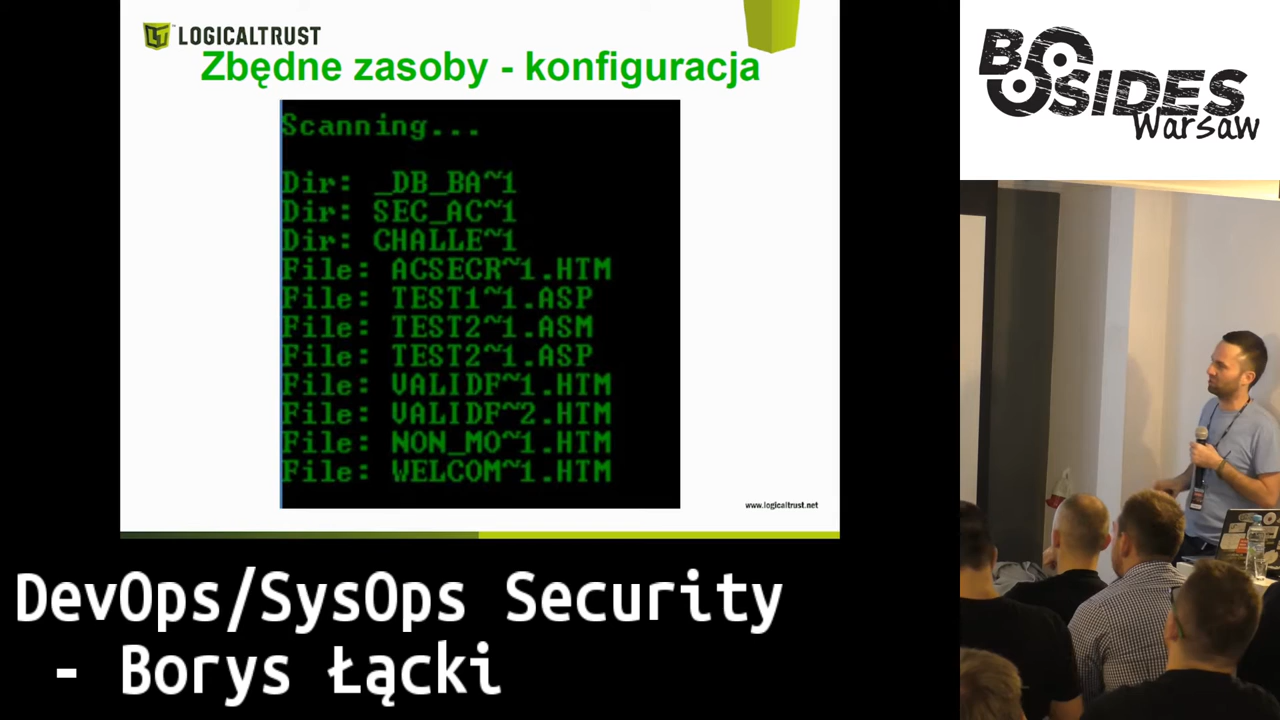 LOGICALTRUST
Zbędne zasoby - konfiguracja
Scanning...
Dir: _DB_BA~1
Dir: SEC_AC~1
Dir: CHALLE~1
File: ACSECR~1.HTM
File: TEST1~1.ASP
File: TEST2~1.ASM
File: TEST2~1.ASP
File: VALIDF~1.HTM
File: VALIDF~2.HTM
File: NON_MO~1.HTM
File: WELCOM~1.HTM
www.logicaltrust.net
BSIDES
Warsaw
DevOps/SysOps Security
- Borys Łącki